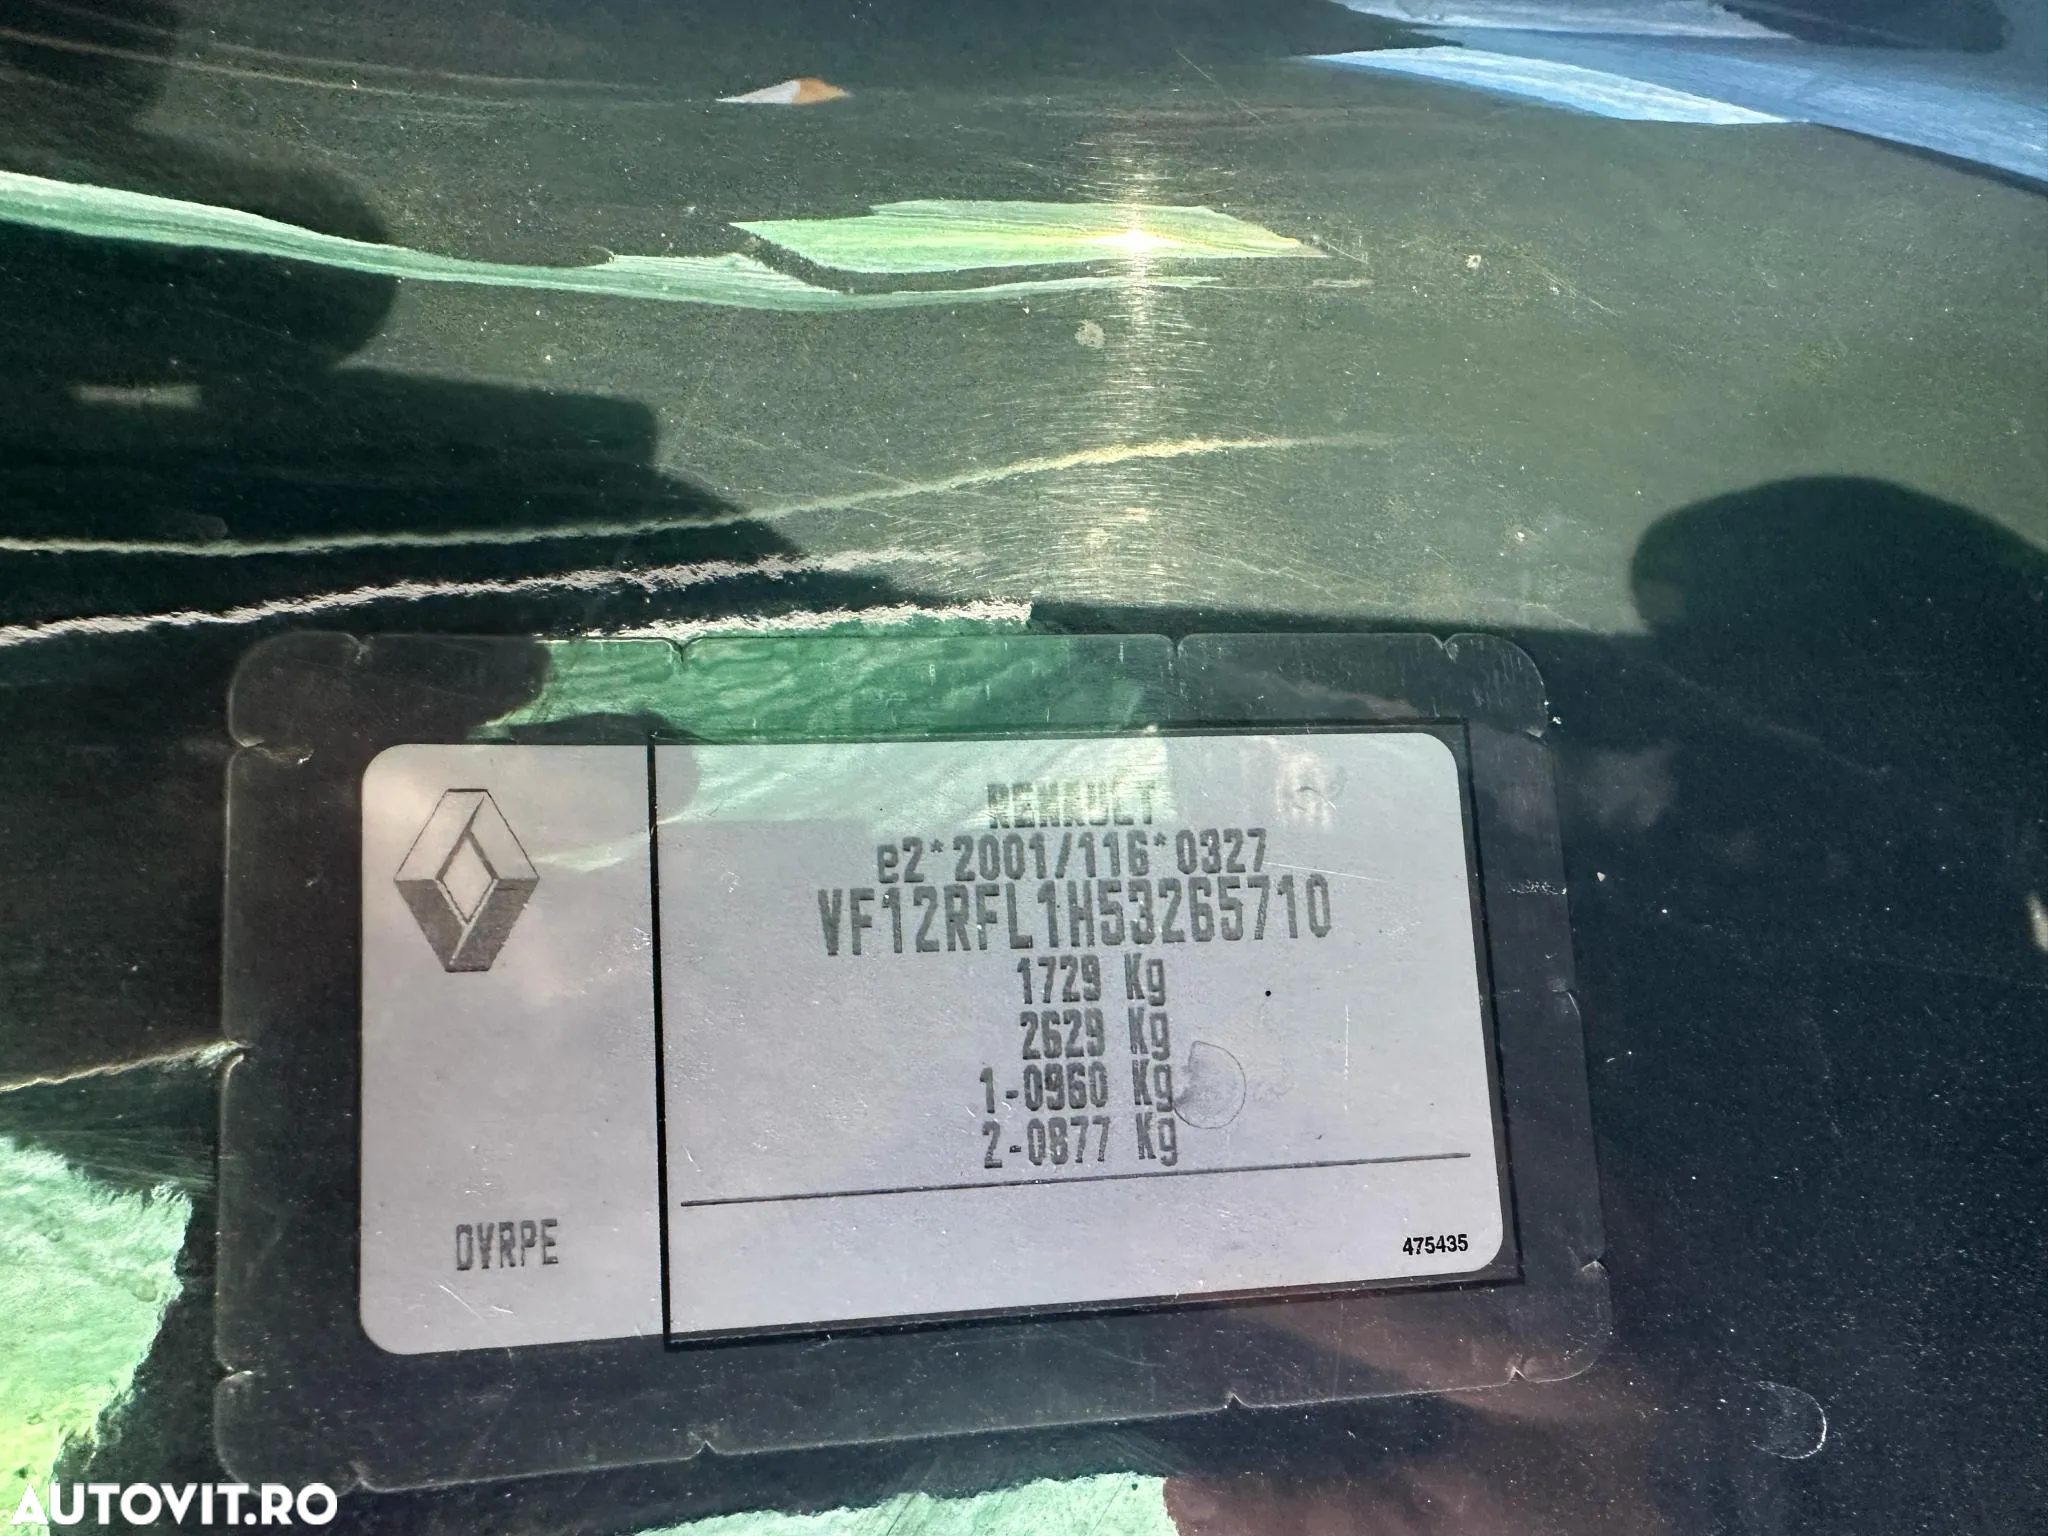 RENAULT
e2*2001/116*0327
VF12RFL1H53265710
1729 Kg
2629 Kg
1-0960 Kg
2-0877 Kg
OVRPE
475435
AUTOVIT.RO